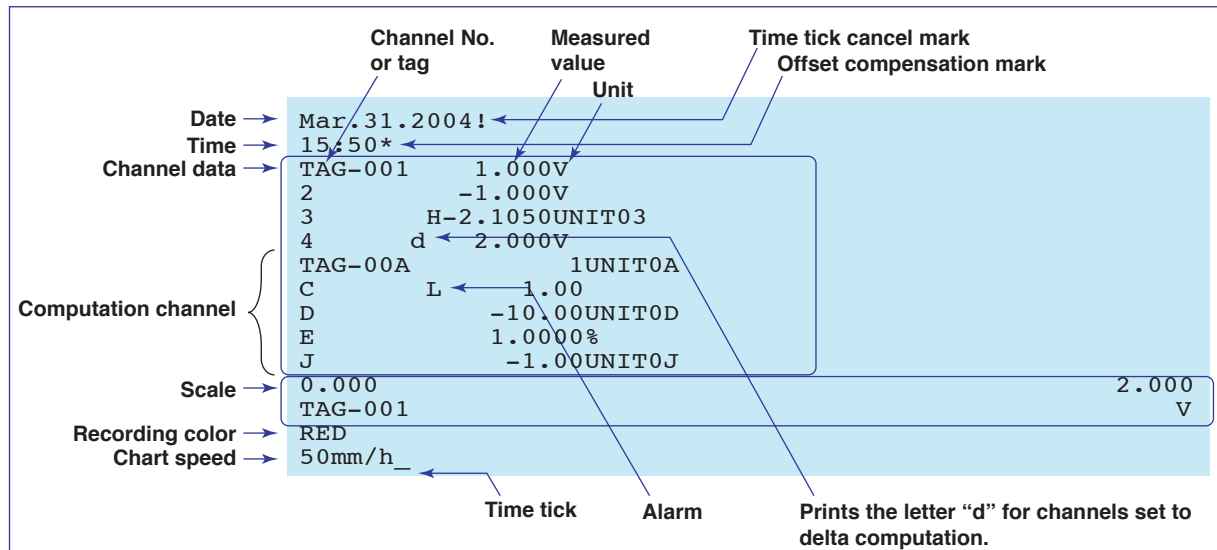 Channel No. Measured Time tick cancel mark
or tag value Offset compensation mark
Unit
Date Mar.31.2004!
Time 15:50*
Channel data TAG-001 1.000V
2 -1.000V
3 H-2.1050UNIT03
4 d 2.000V
TAG-00A 1UNIT0A
C L 1.00
Computation channel D -10.00UNIT0D
E 1.0000%
J -1.00UNIT0J
Scale 0.000 2.000
TAG-001 V
Recording color RED
Chart speed 50mm/h_
Time tick Alarm Prints the letter “d” for channels set to
delta computation.